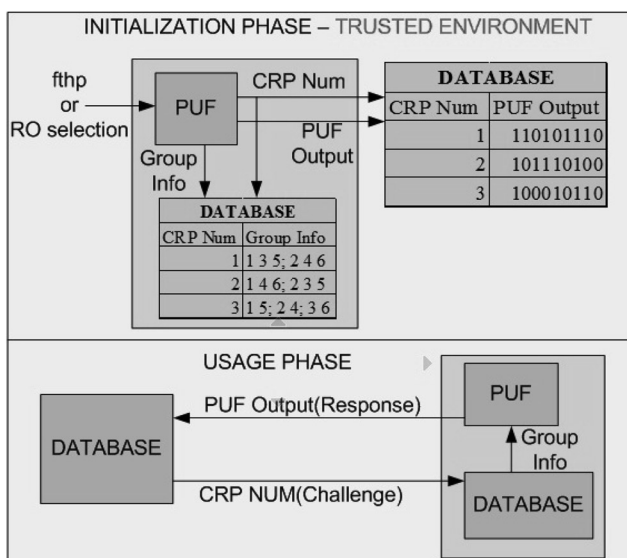 INITIALIZATION PHASE – TRUSTED ENVIRONMENT
fthp
or
RO selection
PUF
CRP Num
PUF
Output
Group
Info
DATABASE
CRP Num PUF Output
1 110101110
2 101110100
3 100010110
DATABASE
CRP Num Group Info
1 1 3 5; 2 4 6
2 1 4 6; 2 3 5
3 1 5; 2 4; 3 6
USAGE PHASE
DATABASE
PUF Output(Response)
CRP NUM(Challenge)
PUF
Group
Info
DATABASE